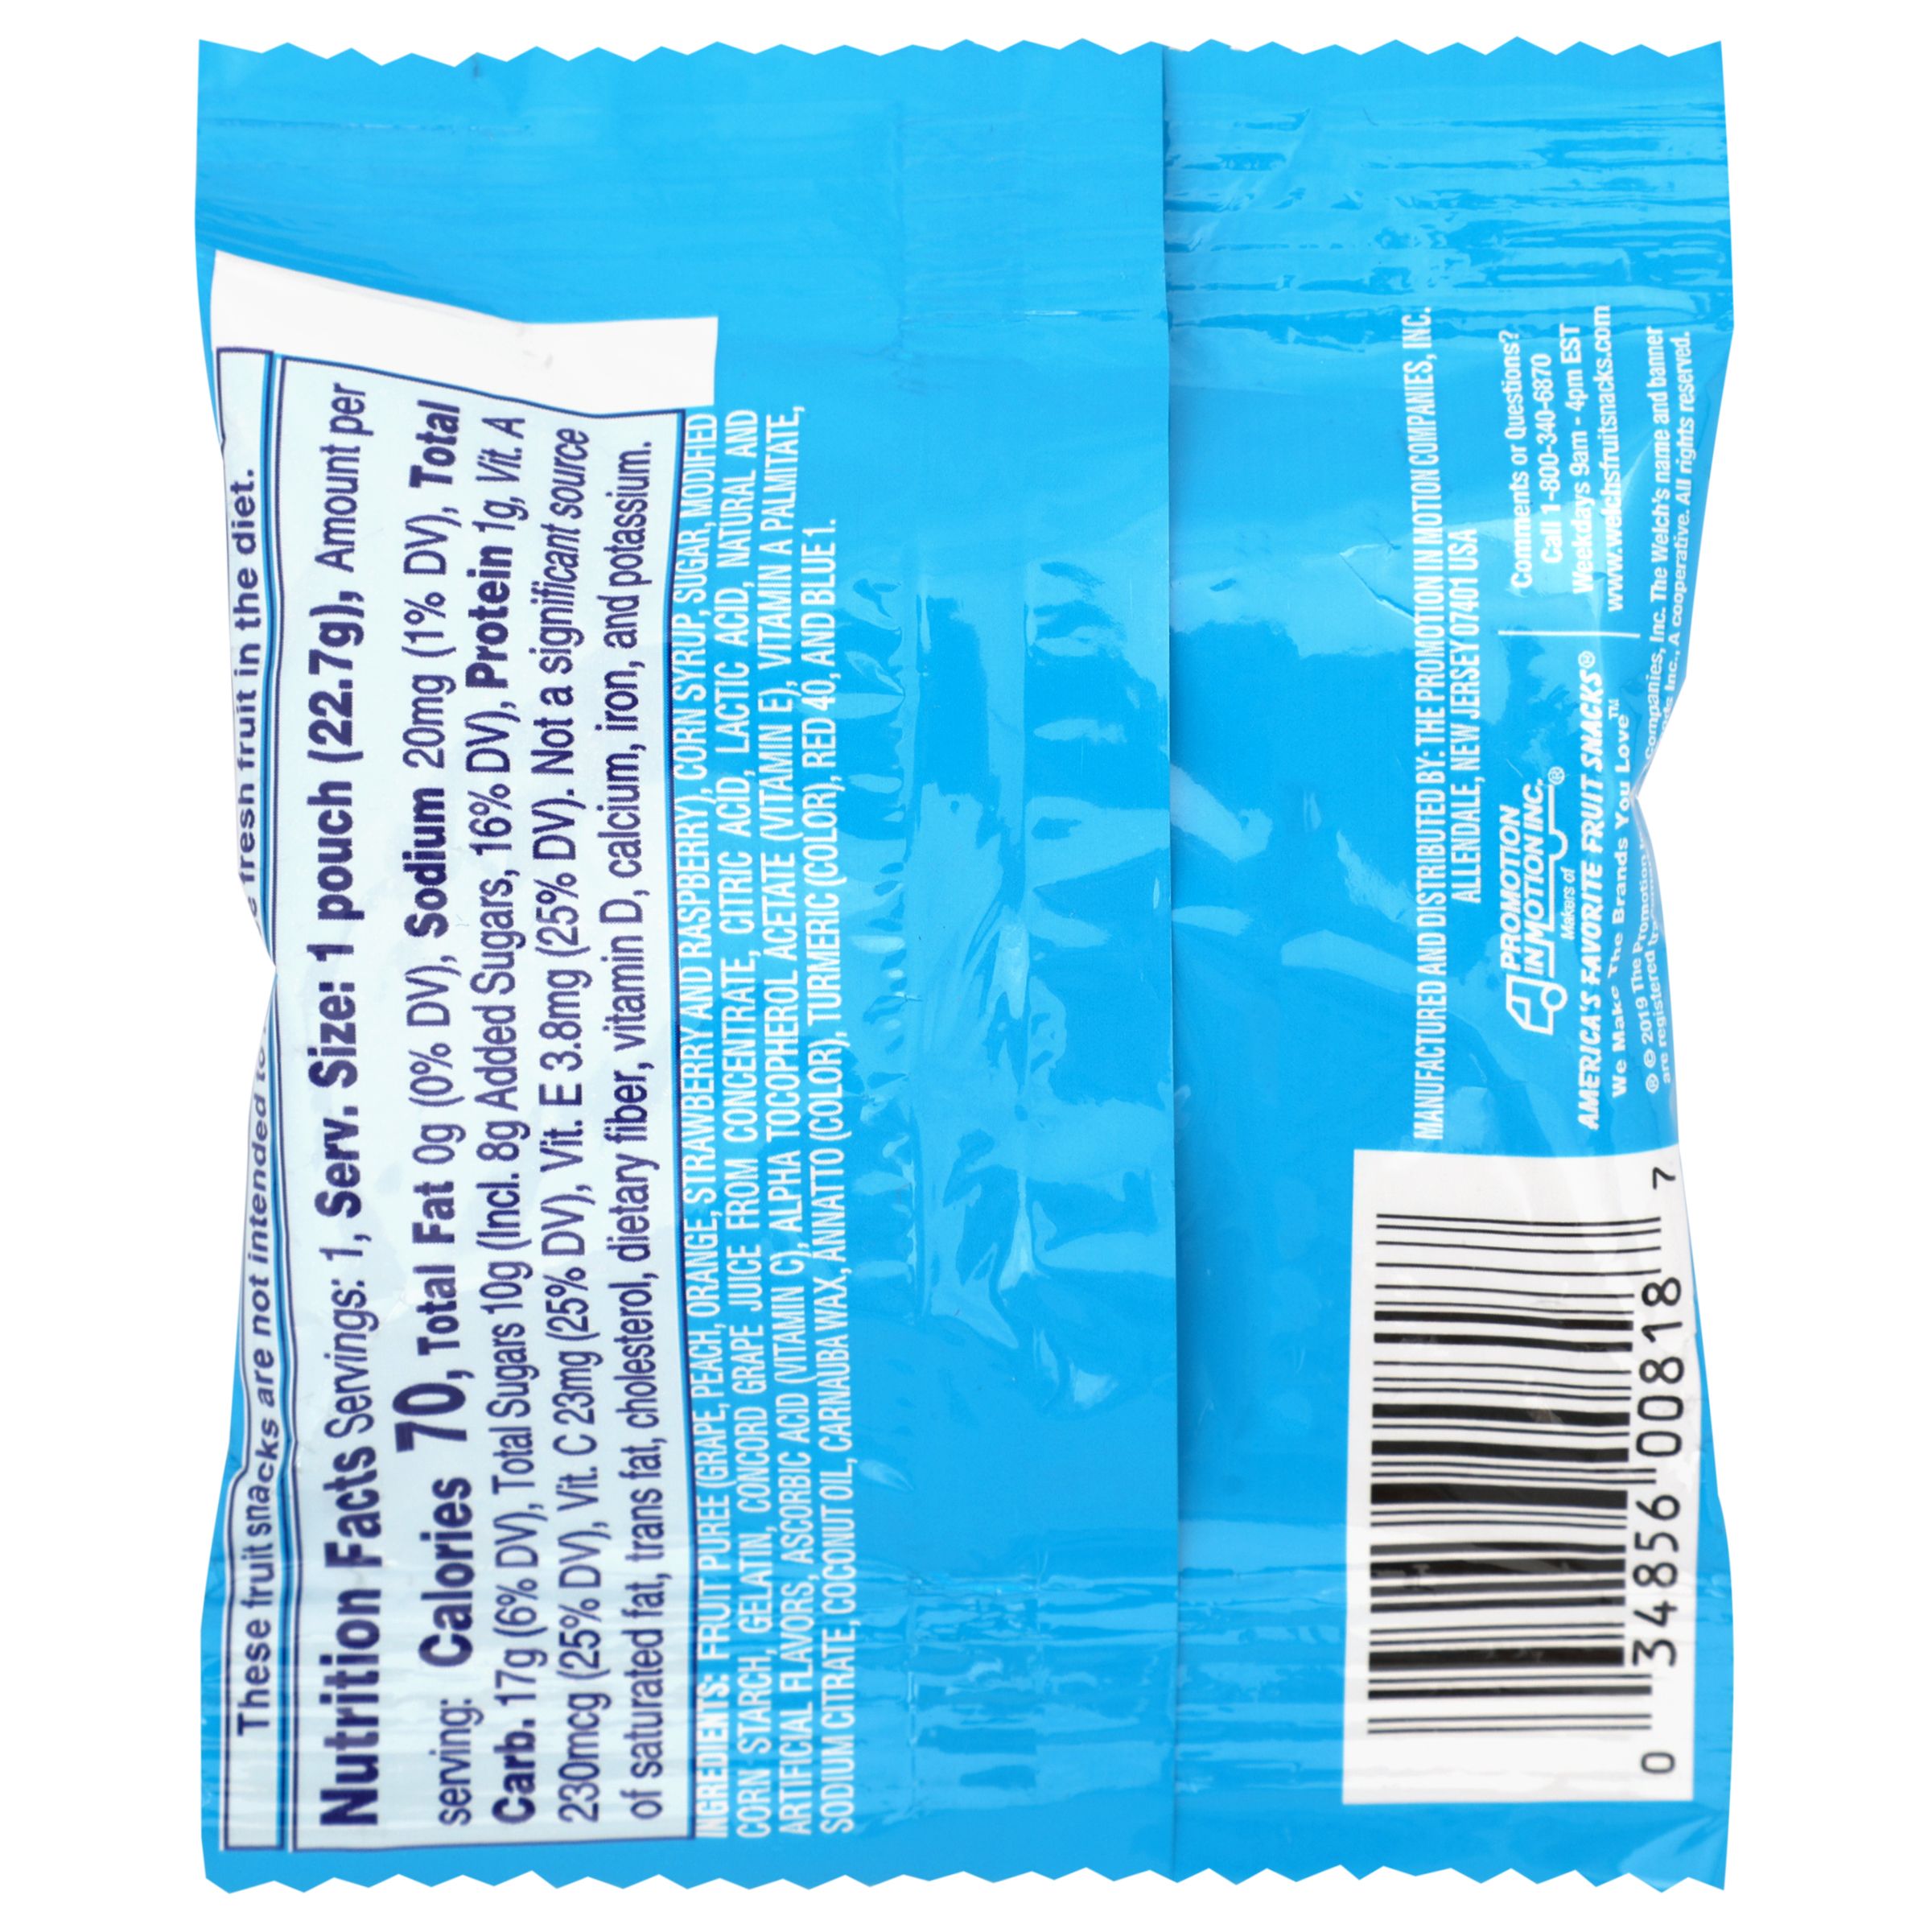 These fruit snacks are not intended fresh fruit in the diet.
Nutrition Facts Servings: 1, Serv. Size: 1 pouch (22.7g), Amount per
serving: Calories 70, Total Fat 0g (0% DV), Sodium 20mg (1% DV), Total
Carb. 17g (6% DV), Total Sugars 10g (Incl. 8g Added Sugars, 16% DV), Protein 1g, Vit. A
230mcg (25% DV), Vit. C 23mg (25% DV), Vit. E 3.8mg (25% DV). Not a significant source
of saturated fat, trans fat, cholesterol, dietary fiber, vitamin D, calcium, iron, and potassium.
INGREDIENTS: FRUIT PUREE (GRAPE, PEACH, ORANGE, STRAWBERRY AND RASPBERRY), CORN SYRUP, SUGAR, MODIFIED
CORN STARCH, GELATIN, CONCORD GRAPE JUICE FROM CONCENTRATE, CITRIC ACID, LACTIC ACID, NATURAL AND
ARTIFICIAL FLAVORS, ASCORBIC ACID (VITAMIN C), ALPHA TOCOPHEROL ACETATE (VITAMIN E), VITAMIN A PALMITATE,
SODIUM CITRATE, COCONUT OIL, CARNAUBA WAX, ANNATTO (COLOR), TURMERIC (COLOR), RED 40, AND BLUE 1.
MANUFACTURED AND DISTRIBUTED BY: THE PROMOTION IN MOTION COMPANIES, INC.
ALLENDALE, NEW JERSEY 07401 USA
PROMOTION
IN MOTION INC.®
Makers of
AMERICA'S FAVORITE FRUIT SNACKS®
We Make The Brands You Love™
Comments or Questions?
Call 1-800-340-6870
Weekdays 9am - 4pm EST
www.welchsfruitsnacks.com
® © 2019 The Promotion Companies, Inc. The Welch's name and banner
are registered Inc., A cooperative. All rights reserved.
0 34856 00818 7